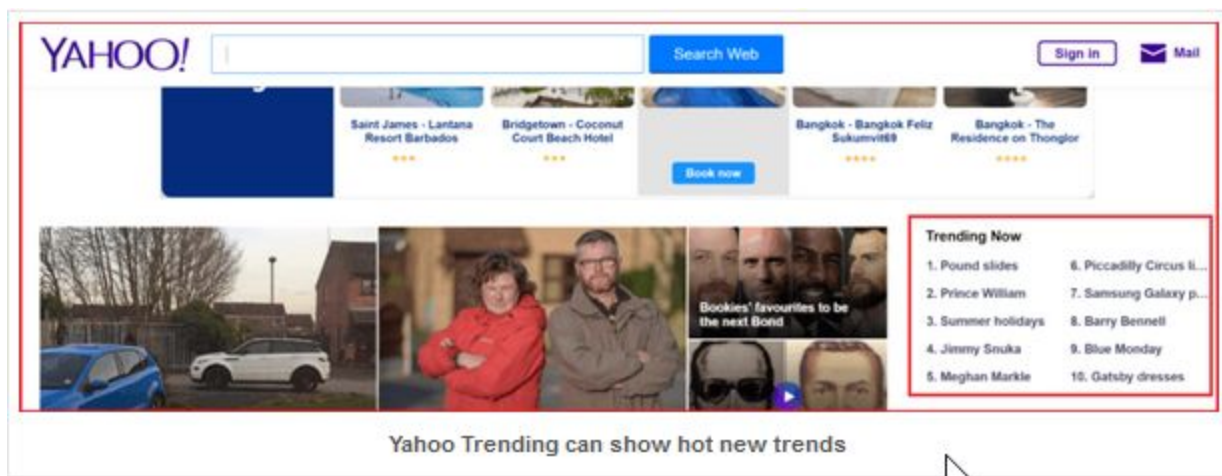 YAHOO!
Search Web
Sign in
Mail
Saint James - Lantana
Resort Barbados
Bridgetown - Coconut
Court Beach Hotel
Book now
Bangkok - Bangkok Feliz
Sukumvit69
Bangkok - The
Residence on Thonglor
Bookies' favourites to be
the next Bond
Trending Now
1. Pound slides
2. Prince William
3. Summer holidays
4. Jimmy Snuka
5. Meghan Markle
6. Piccadilly Circus li...
7. Samsung Galaxy p...
8. Barry Bennell
9. Blue Monday
10. Gatsby dresses
Yahoo Trending can show hot new trends